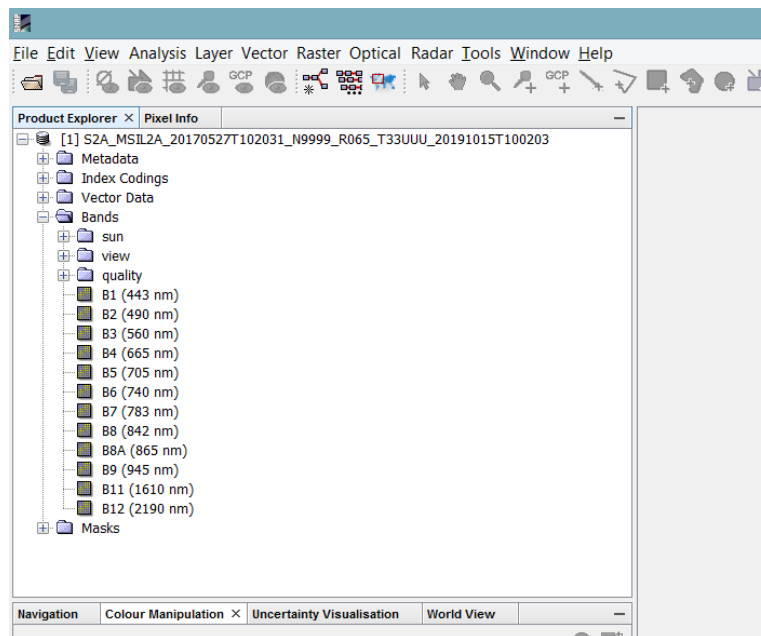 File Edit View Analysis Layer Vector Raster Optical Radar Tools Window Help
GCP GCP
Product Explorer × Pixel Info
[1] S2A_MSIL2A_20170527T102031_N9999_R065_T33UUU_20191015T100203
Metadata
Index Codings
Vector Data
Bands
sun
view
quality
B1 (443 nm)
B2 (490 nm)
B3 (560 nm)
B4 (665 nm)
B5 (705 nm)
B6 (740 nm)
B7 (783 nm)
B8 (842 nm)
B8A (865 nm)
B9 (945 nm)
B11 (1610 nm)
B12 (2190 nm)
Masks
Navigation Colour Manipulation × Uncertainty Visualisation World View